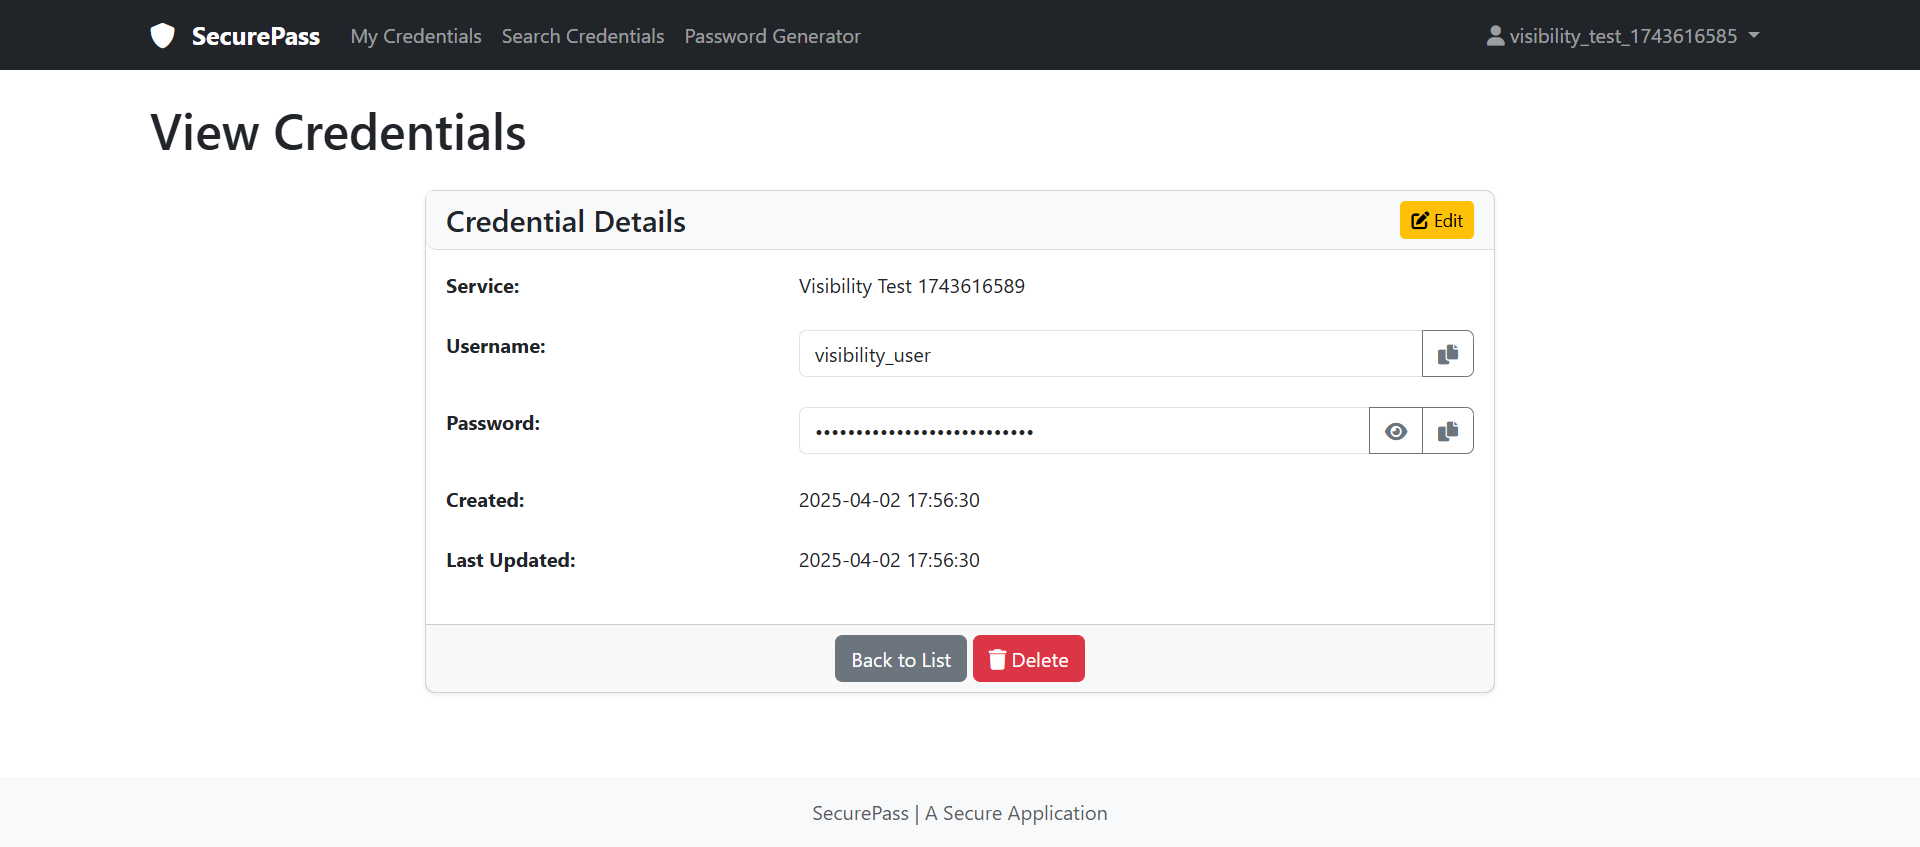 SecurePass My Credentials Search Credentials Password Generator visibility_test_1743616585
View Credentials
Credential Details Edit
Service: Visibility Test 1743616589
Username: visibility_user
Password: •••••••••••••••••••••••••••
Created: 2025-04-02 17:56:30
Last Updated: 2025-04-02 17:56:30
Back to List Delete
SecurePass | A Secure Application